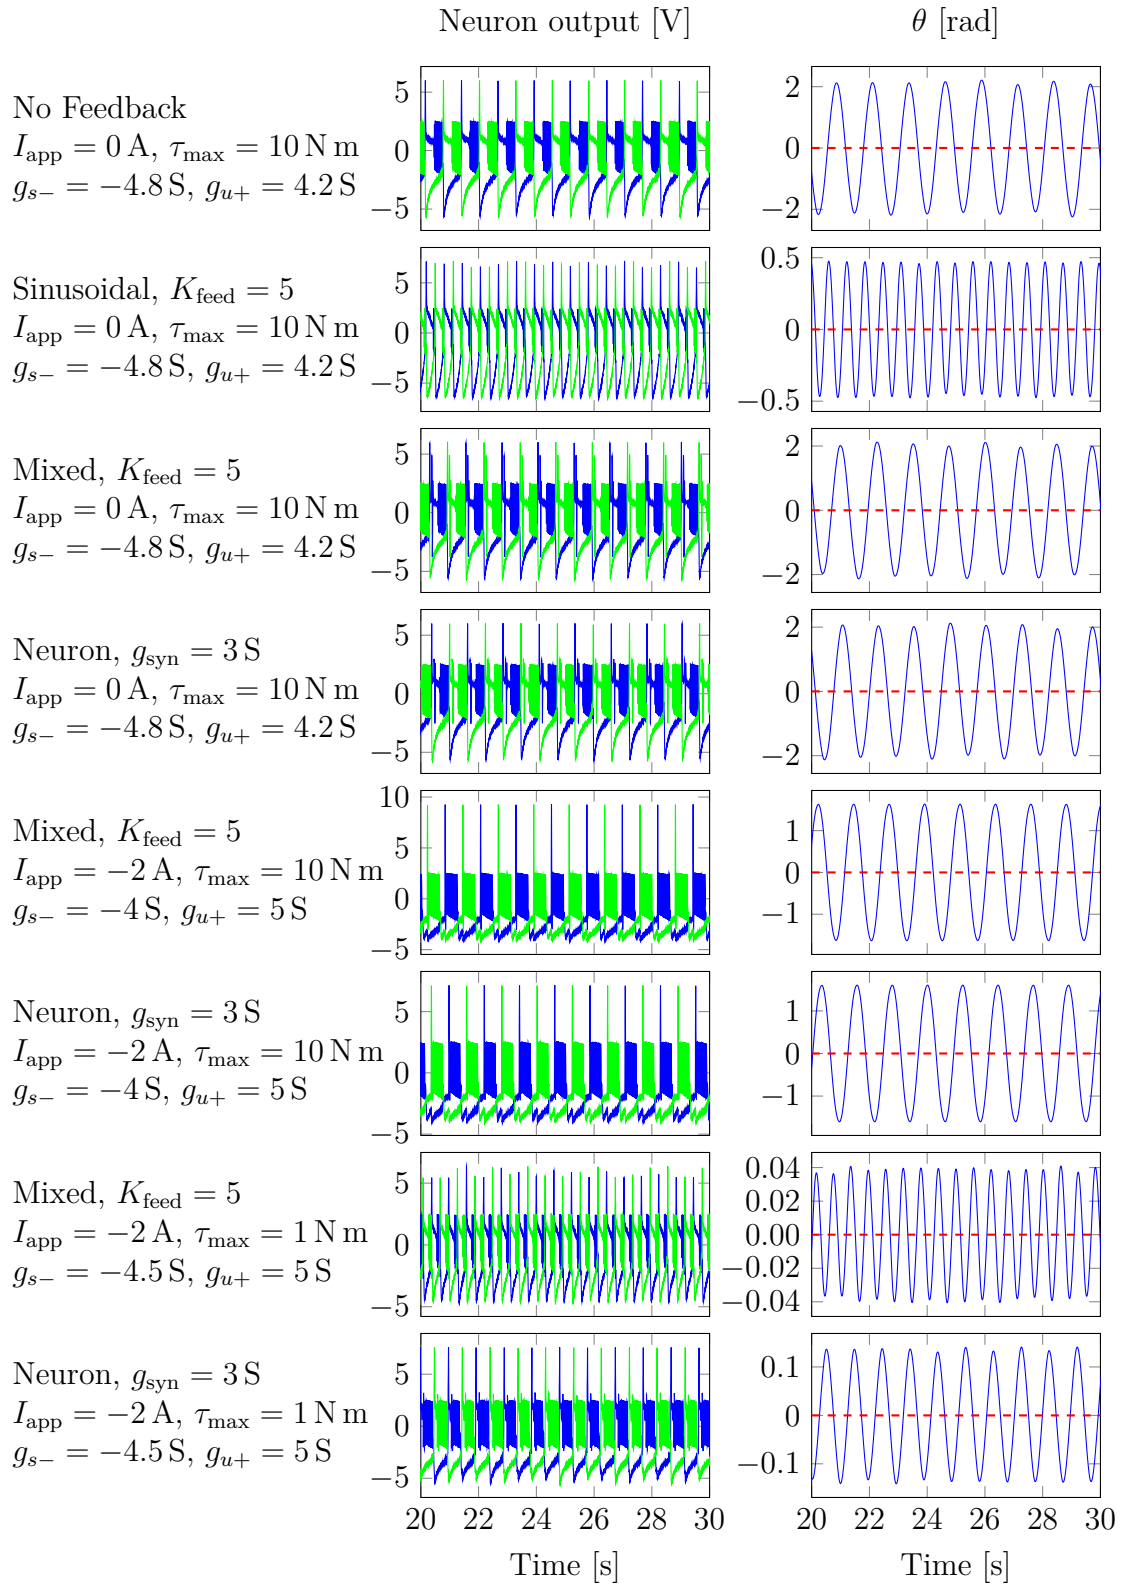 Neuron output [V]
θ [rad]
No Feedback
I_app = 0 A, τ_max = 10 N m
g_s− = −4.8 S, g_u+ = 4.2 S
5
0
−5
2
0
−2
Sinusoidal, K_feed = 5
I_app = 0 A, τ_max = 10 N m
g_s− = −4.8 S, g_u+ = 4.2 S
5
0
−5
0.5
0
−0.5
Mixed, K_feed = 5
I_app = 0 A, τ_max = 10 N m
g_s− = −4.8 S, g_u+ = 4.2 S
5
0
−5
2
0
−2
Neuron, g_syn = 3 S
I_app = 0 A, τ_max = 10 N m
g_s− = −4.8 S, g_u+ = 4.2 S
5
0
−5
2
0
−2
Mixed, K_feed = 5
I_app = −2 A, τ_max = 10 N m
g_s− = −4 S, g_u+ = 5 S
10
5
0
−5
1
0
−1
Neuron, g_syn = 3 S
I_app = −2 A, τ_max = 10 N m
g_s− = −4 S, g_u+ = 5 S
5
0
−5
1
0
−1
Mixed, K_feed = 5
I_app = −2 A, τ_max = 1 N m
g_s− = −4.5 S, g_u+ = 5 S
5
0
−5
0.04
0.02
0.00
−0.02
−0.04
Neuron, g_syn = 3 S
I_app = −2 A, τ_max = 1 N m
g_s− = −4.5 S, g_u+ = 5 S
5
0
−5
0.1
0
−0.1
20 22 24 26 28 30
20 22 24 26 28 30
Time [s]
Time [s]